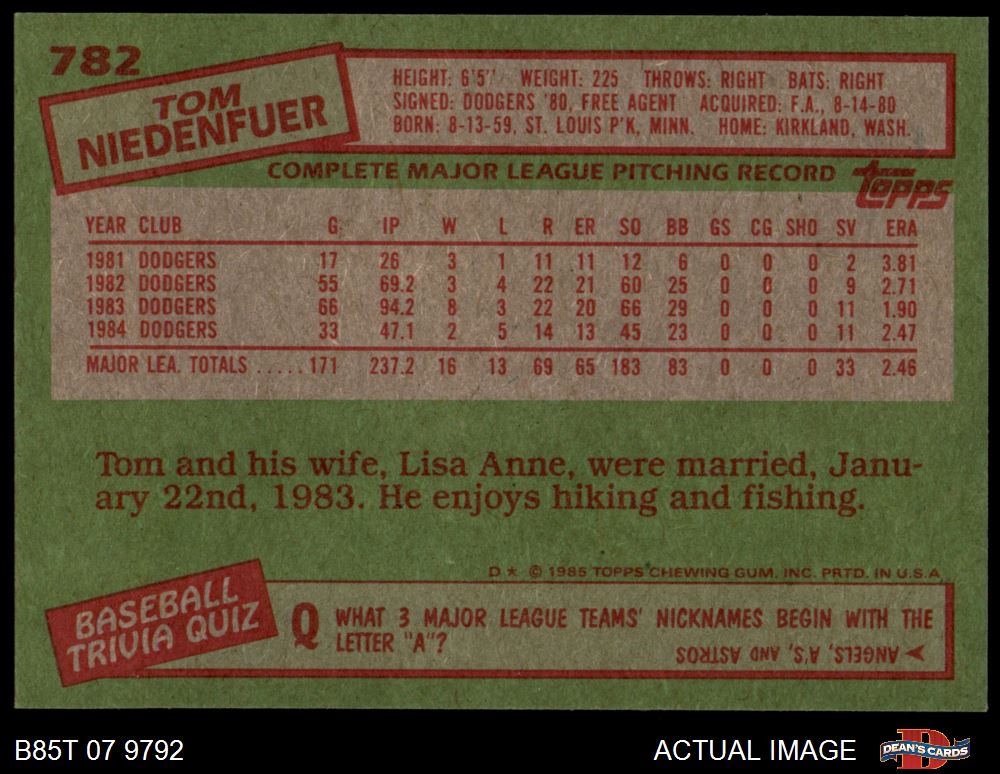 782
TOM
NIEDENFUER
HEIGHT: 6'5" WEIGHT: 225 THROWS: RIGHT BATS: RIGHT
SIGNED: DODGERS '80, FREE AGENT ACQUIRED: F.A., 8-14-80
BORN: 8-13-59, ST. LOUIS P'K, MINN. HOME: KIRKLAND, WASH.
COMPLETE MAJOR LEAGUE PITCHING RECORD
topps
YEAR CLUB G IP W L R ER SO BB GS CG SHO SV ERA
1981 DODGERS 17 26 3 1 11 11 12 6 0 0 0 2 3.81
1982 DODGERS 55 69.2 3 4 22 21 60 25 0 0 0 9 2.71
1983 DODGERS 66 94.2 8 3 22 20 66 29 0 0 0 11 1.90
1984 DODGERS 33 47.1 2 5 14 13 45 23 0 0 0 11 2.47
MAJOR LEA. TOTALS .....171 237.2 16 13 69 65 183 83 0 0 0 33 2.46
Tom and his wife, Lisa Anne, were married, Janu-
ary 22nd, 1983. He enjoys hiking and fishing.
D * © 1985 TOPPS CHEWING GUM, INC. PRTD. IN U.S.A.
BASEBALL
TRIVIA QUIZ
Q WHAT 3 MAJOR LEAGUE TEAMS' NICKNAMES BEGIN WITH THE
LETTER "A"?
ANGELS, A'S, AND ASTROS
B85T 07 9792
ACTUAL IMAGE
D
DEAN'S CARDS